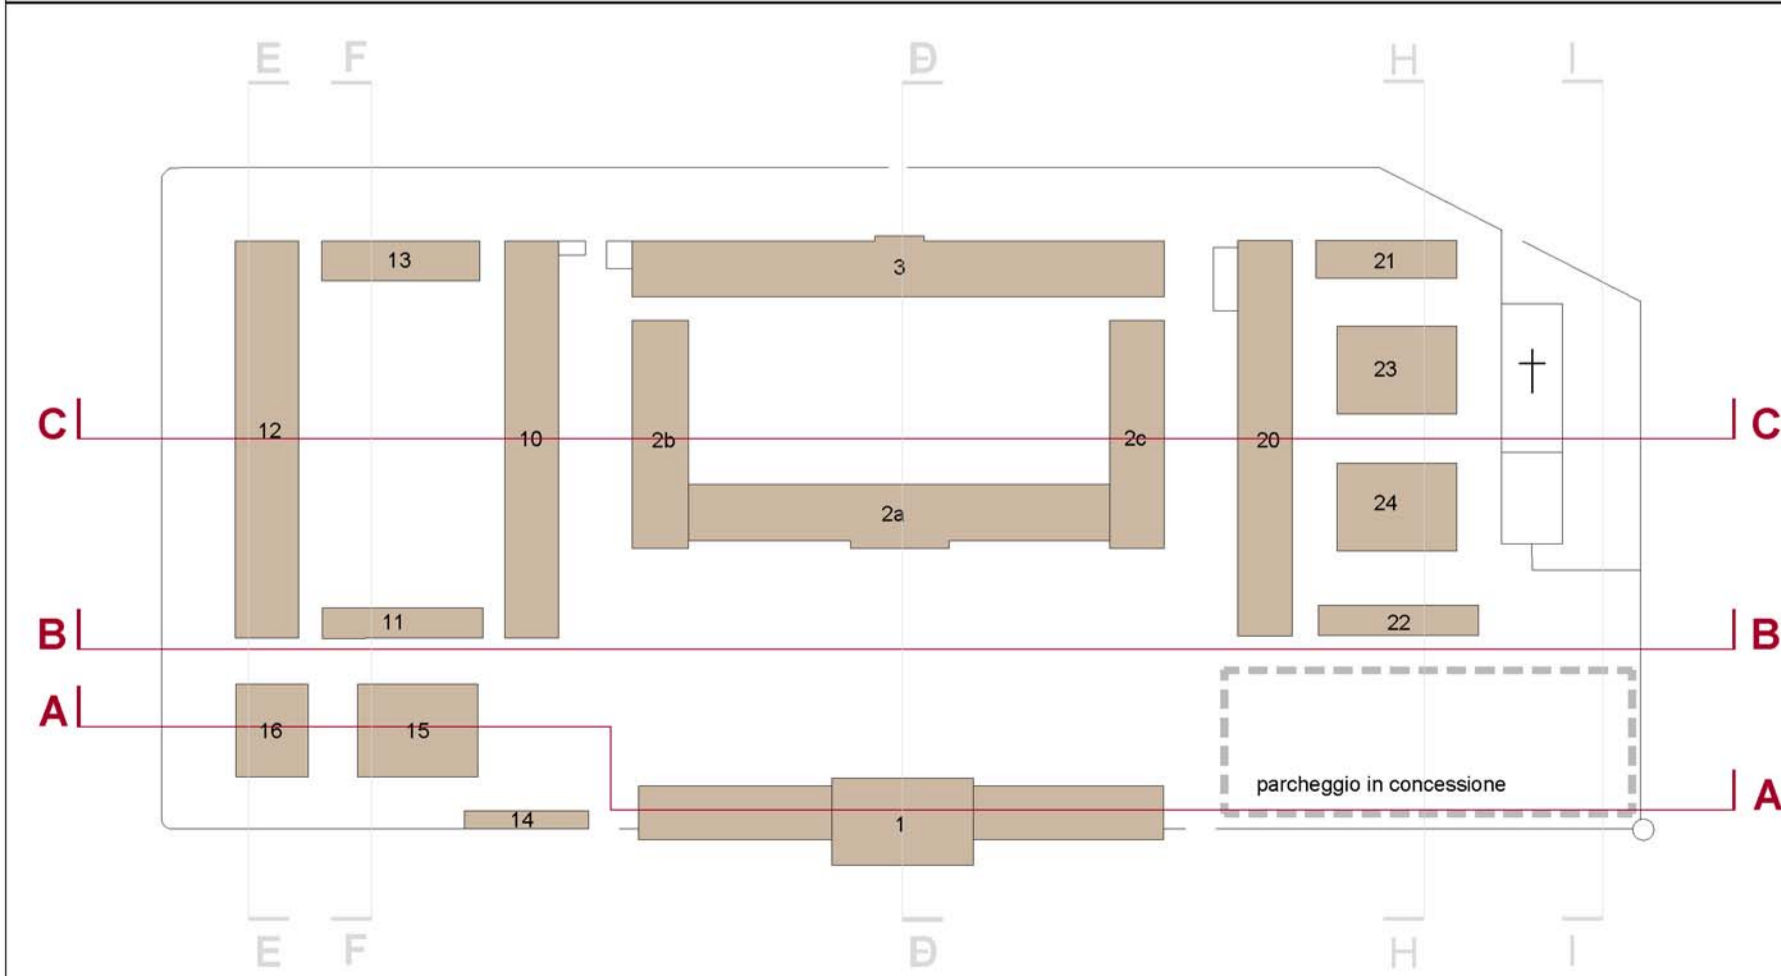 E F D H I
13 3 21
23
C 12 10 2b 2c 20 C
2a 24
11 22
B B
A 16 15
parcheggio in concessione A
14 1
E F D H I